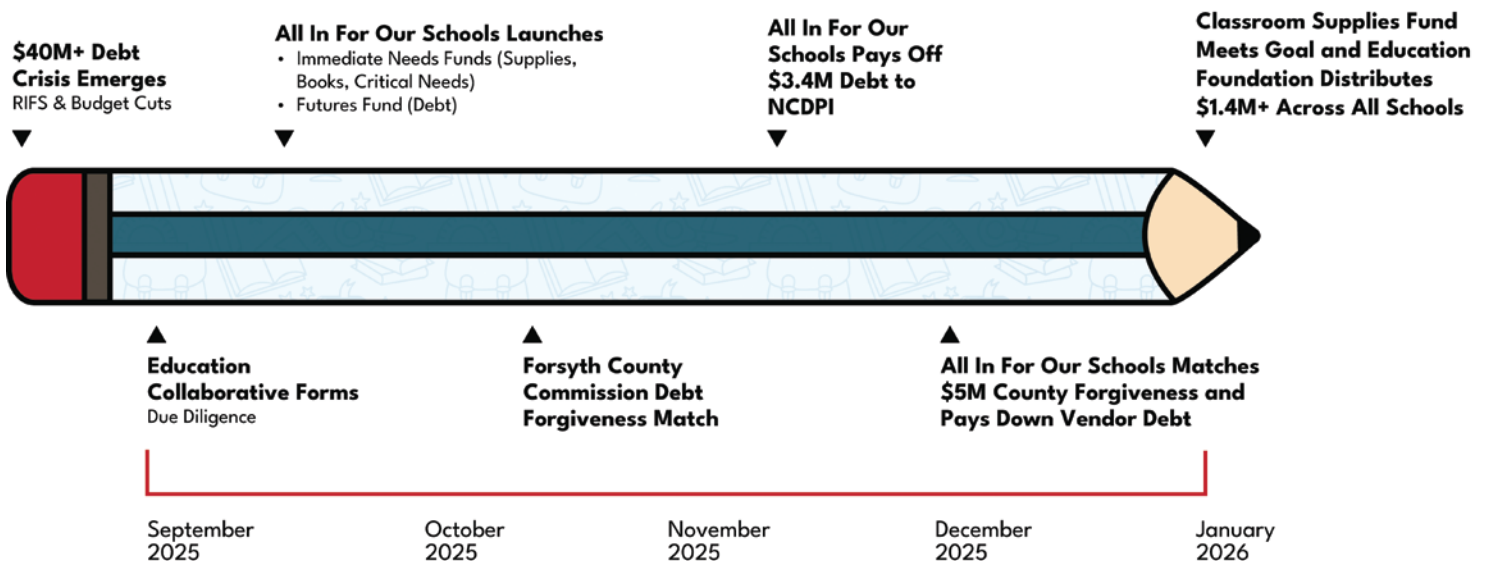 $40M+ Debt
Crisis Emerges
RIFS & Budget Cuts
All In For Our Schools Launches
• Immediate Needs Funds (Supplies,
Books, Critical Needs)
• Futures Fund (Debt)
All In For Our
Schools Pays Off
$3.4M Debt to
NCDPI
Classroom Supplies Fund
Meets Goal and Education
Foundation Distributes
$1.4M+ Across All Schools
Education
Collaborative Forms
Due Diligence
Forsyth County
Commission Debt
Forgiveness Match
All In For Our Schools Matches
$5M County Forgiveness and
Pays Down Vendor Debt
September
2025
October
2025
November
2025
December
2025
January
2026